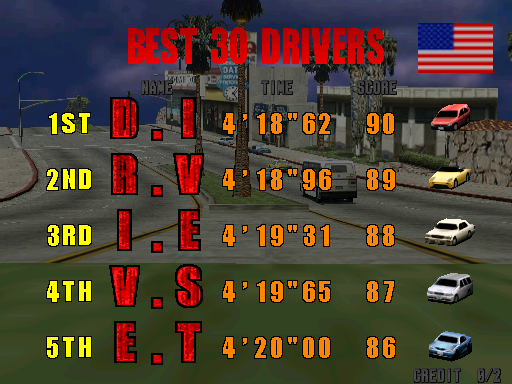 BEST 30 DRIVERS
NAME TIME SCORE
1ST D.I 4'18"62 90
2ND R.V 4'18"96 89
3RD I.E 4'19"31 88
4TH V.S 4'19"65 87
5TH E.T 4'20"00 86
CREDIT 0/2